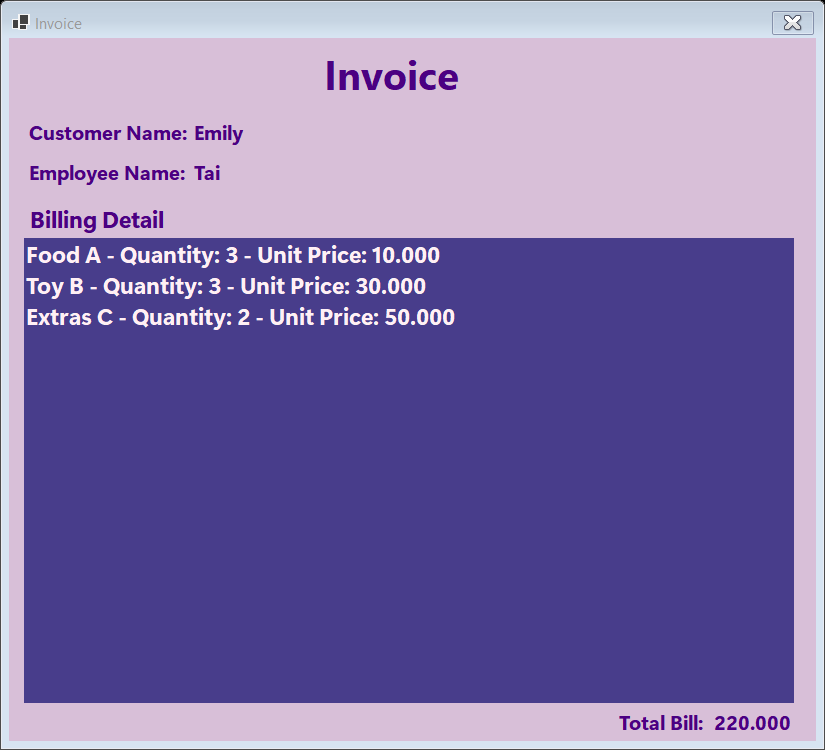 Invoice
Invoice
Customer Name: Emily
Employee Name: Tai
Billing Detail
Food A - Quantity: 3 - Unit Price: 10.000
Toy B - Quantity: 3 - Unit Price: 30.000
Extras C - Quantity: 2 - Unit Price: 50.000
Total Bill: 220.000